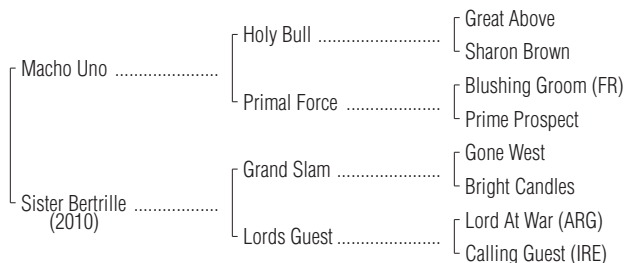 Macho Uno ......................
Holy Bull ..........................
Great Above
Sharon Brown
Primal Force ....................
Blushing Groom (FR)
Prime Prospect
Sister Bertrille ..................
(2010)
Grand Slam ......................
Gone West
Bright Candles
Lords Guest ......................
Lord At War (ARG)
Calling Guest (IRE)